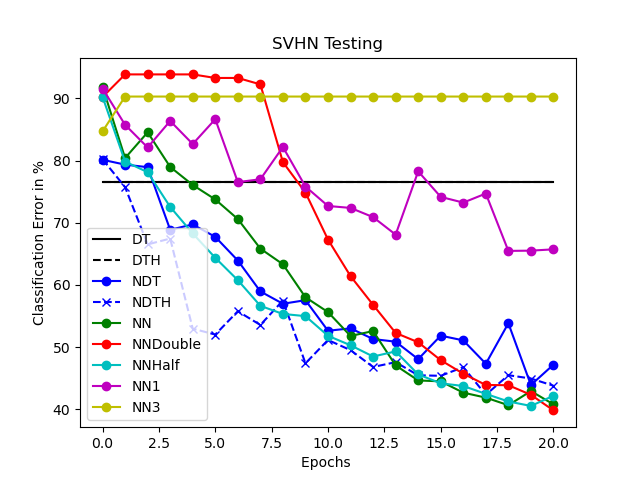 SVHN Testing
Classification Error in %
90
80
70
60
50
40
DT
DTH
NDT
NDTH
NN
NNDouble
NNHalf
NN1
NN3
0.0 2.5 5.0 7.5 10.0 12.5 15.0 17.5 20.0
Epochs